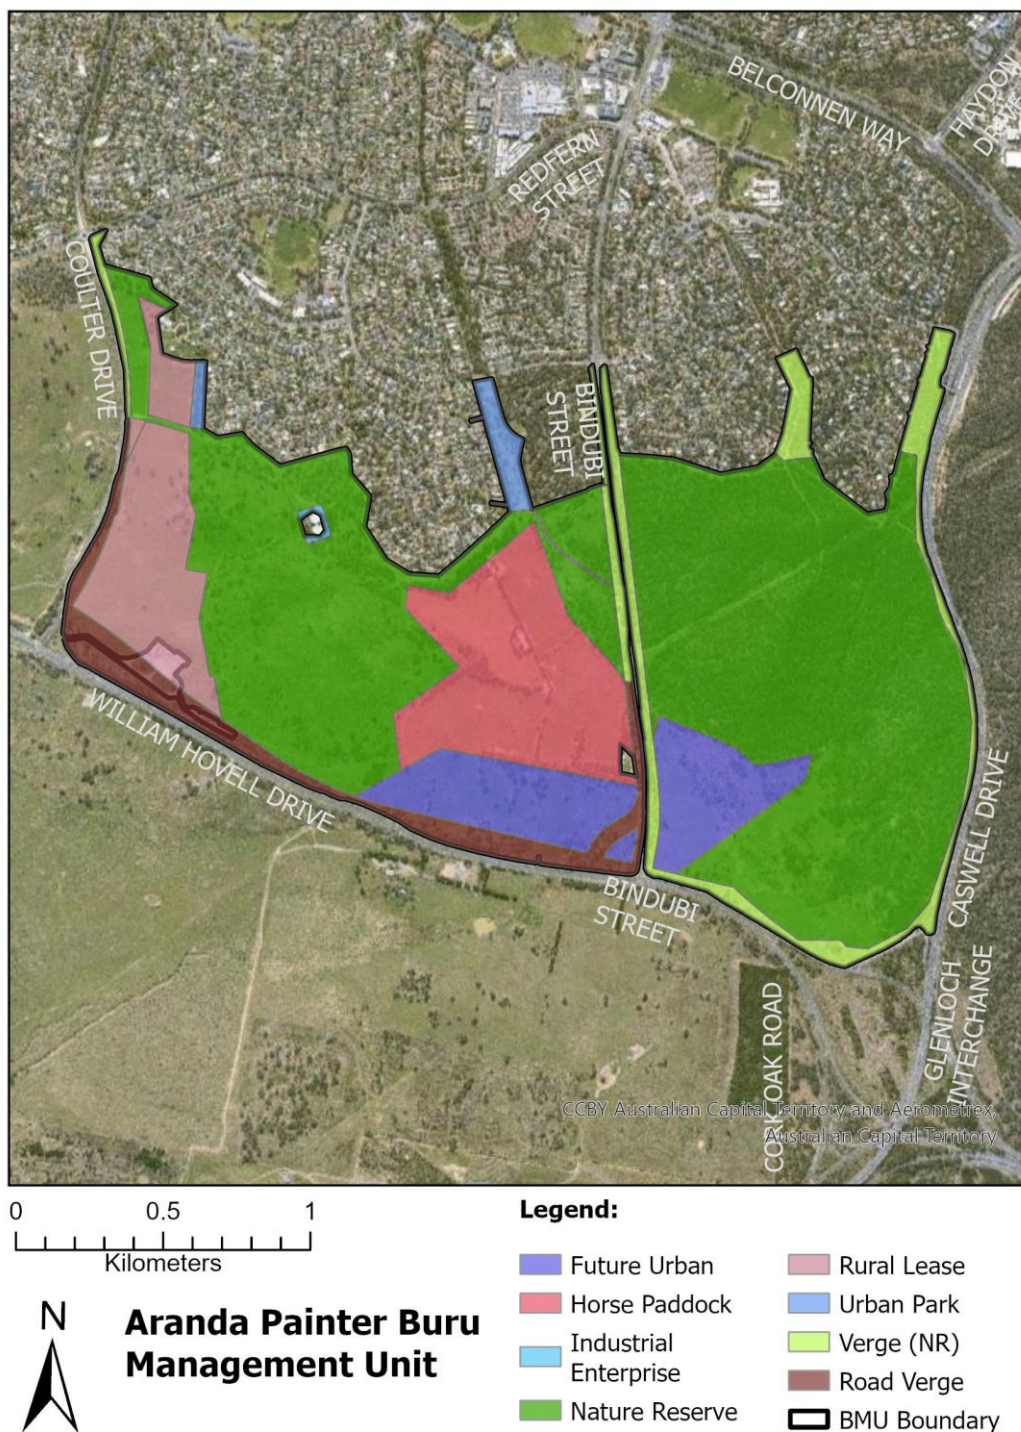 BELCONNEN WAY
HAYDON
DRIVE
REDFERN
STREET
COULTER DRIVE
BINDUBI
STREET
WILLIAM HOVELL DRIVE
CASWELL DRIVE
BINDUBI
STREET
GLENLOCH
INTERCHANGE
CORK OAK ROAD
CCBY Australian Capital Territory and Aerometrex,
Australian Capital Territory
0 0.5 1
Kilometers
N
Aranda Painter Buru
Management Unit
Legend:
Future Urban
Horse Paddock
Industrial
Enterprise
Nature Reserve
Rural Lease
Urban Park
Verge (NR)
Road Verge
BMU Boundary